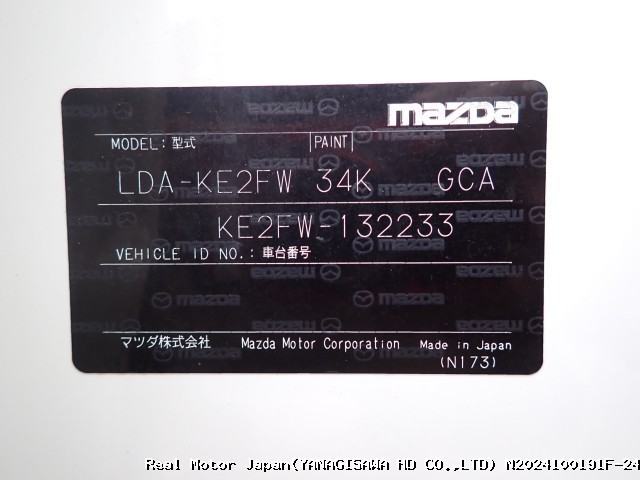 mazda
MODEL: 型式 PAINT
LDA-KE2FW 34K GCA
KE2FW-132233
VEHICLE ID NO.: 車台番号
マツダ株式会社 Mazda Motor Corporation Made in Japan
(N173)
Real Motor Japan(YANAGISAWA HD CO.,LTD) N2024100191F-24